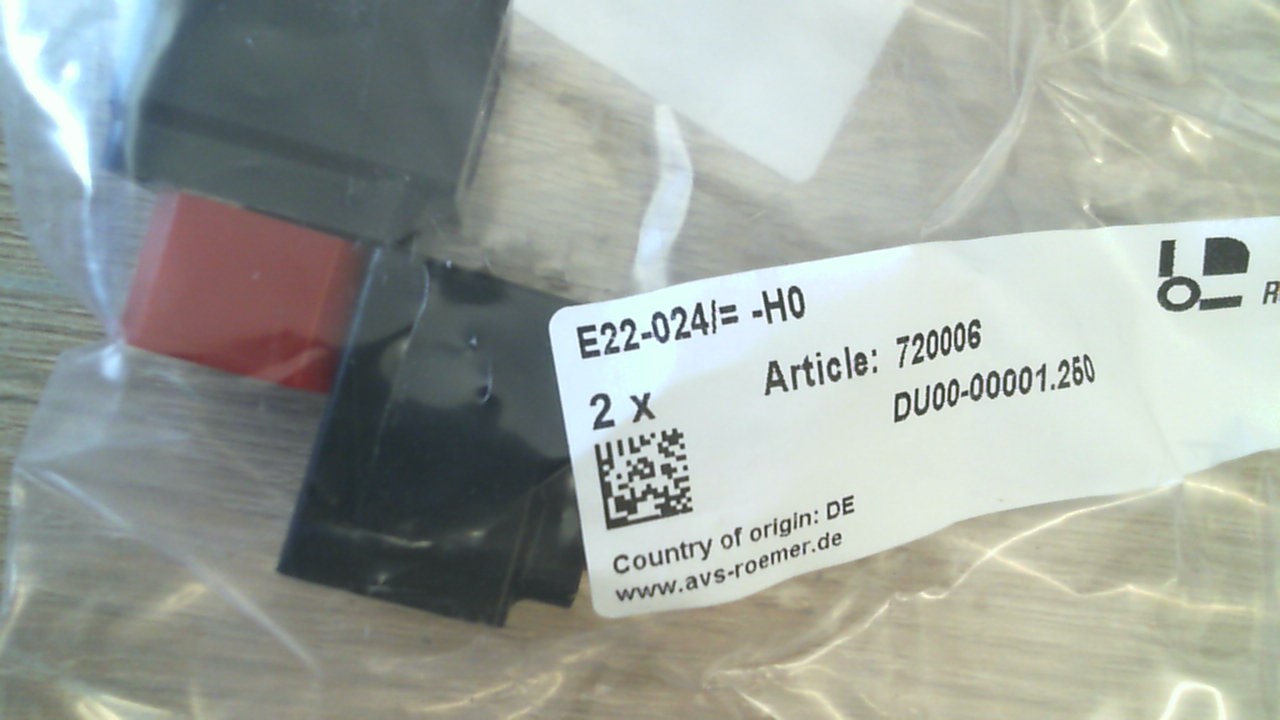 E22-024/= -H0
Article: 720006
2 x
DU00-00001.260
Country of origin: DE
www.avs-roemer.de